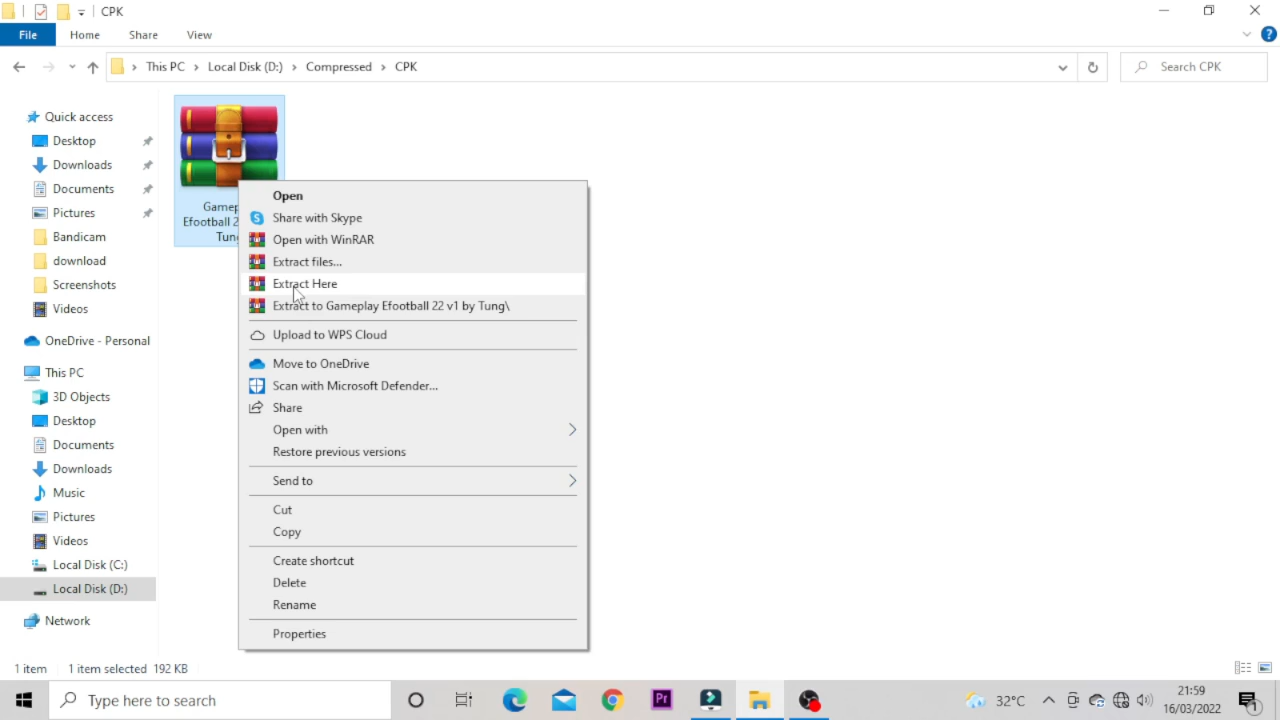 CPK
File
Home
Share
View
This PC
Local Disk (D:)
Compressed
CPK
Search CPK
Quick access
Desktop
Downloads
Documents
Pictures
Bandicam
download
Screenshots
Videos
OneDrive - Personal
This PC
3D Objects
Desktop
Documents
Downloads
Music
Pictures
Videos
Local Disk (C:)
Local Disk (D:)
Network
Open
Share with Skype
Open with WinRAR
Extract files...
Extract Here
Extract to Gameplay Efootball 22 v1 by Tung\
Upload to WPS Cloud
Move to OneDrive
Scan with Microsoft Defender...
Share
Open with
Restore previous versions
Send to
Cut
Copy
Create shortcut
Delete
Rename
Properties
1 item
1 item selected 192 KB
Type here to search
Pr
32°C
21:59
16/03/2022
1